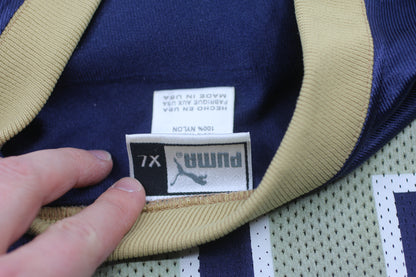 HECHO EN USA
FABRIQUE AUX USA
MADE IN USA
100% NYLON
XL
PUMA